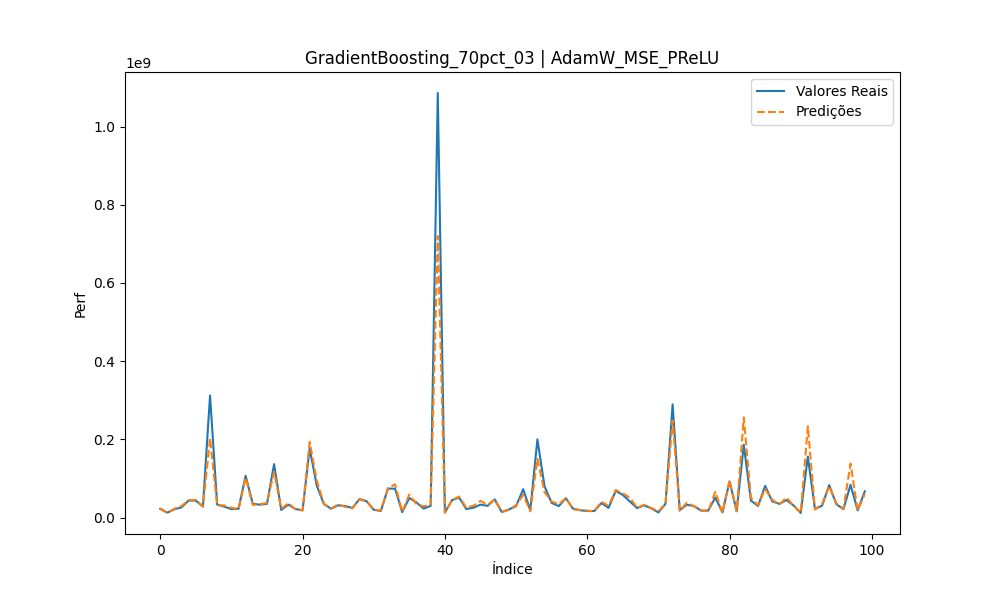 GradientBoosting_70pct_03 | AdamW_MSE_PReLU
1e9
Valores Reais
Predições
1.0
0.8
0.6
0.4
0.2
0.0
Perf
0 20 40 60 80 100
Índice